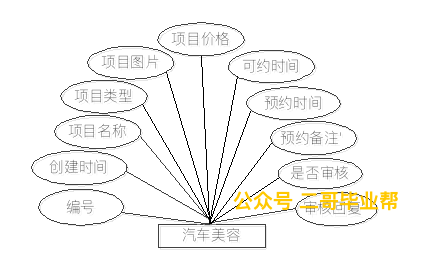 项目价格
项目图片
可约时间
项目类型
预约时间
项目名称
预约备注'
创建时间
是否审核
公众号 二哥毕业帮
编号
审核回复
汽车美容